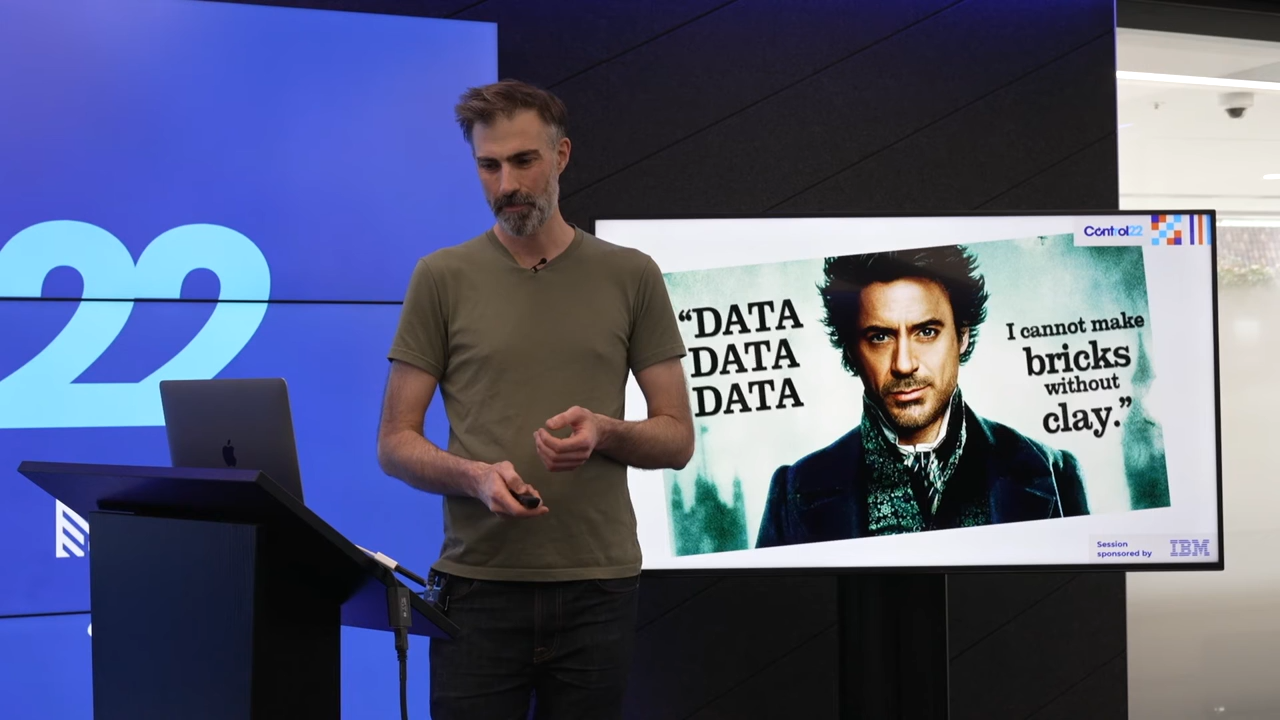 22
Control22
“DATA
DATA
DATA
I cannot make
bricks
without
clay.”
Session
sponsored by
IBM